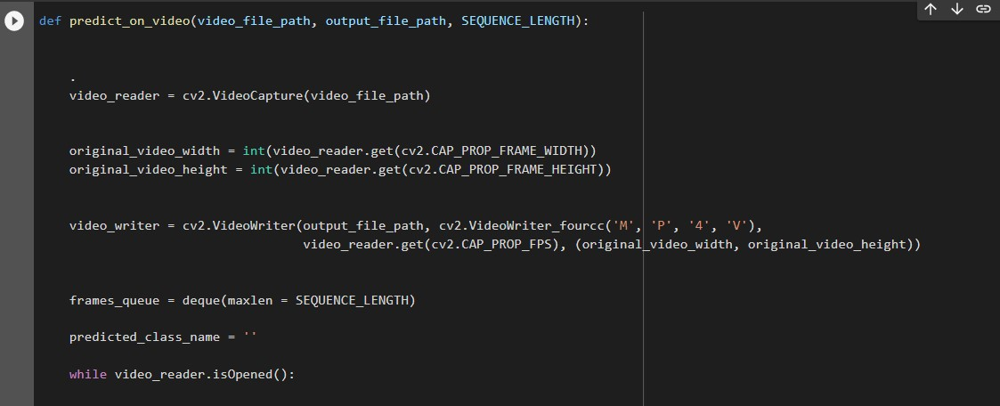 def predict_on_video(video_file_path, output_file_path, SEQUENCE_LENGTH):
.
video_reader = cv2.VideoCapture(video_file_path)
original_video_width = int(video_reader.get(cv2.CAP_PROP_FRAME_WIDTH))
original_video_height = int(video_reader.get(cv2.CAP_PROP_FRAME_HEIGHT))
video_writer = cv2.VideoWriter(output_file_path, cv2.VideoWriter_fourcc('M', 'P', '4', 'V'),
video_reader.get(cv2.CAP_PROP_FPS), (original_video_width, original_video_height))
frames_queue = deque(maxlen = SEQUENCE_LENGTH)
predicted_class_name = ''
while video_reader.isOpened():